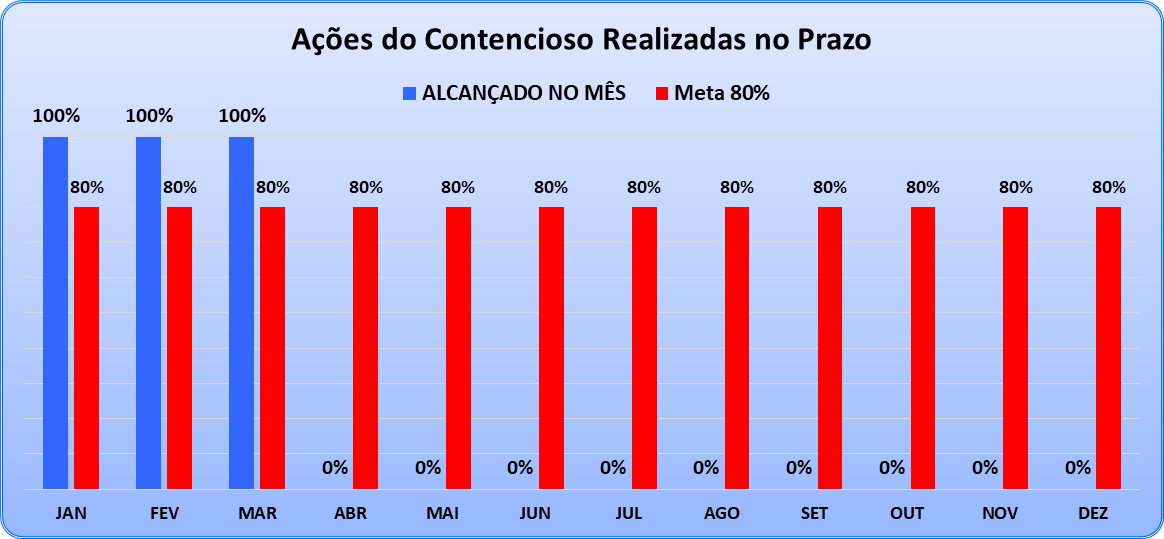 Ações do Contencioso Realizadas no Prazo
ALCANÇADO NO MÊS Meta 80%
100% 100% 100%
80% 80% 80% 80% 80% 80% 80% 80% 80% 80% 80% 80%
0% 0% 0% 0% 0% 0% 0% 0% 0%
JAN FEV MAR ABR MAI JUN JUL AGO SET OUT NOV DEZ